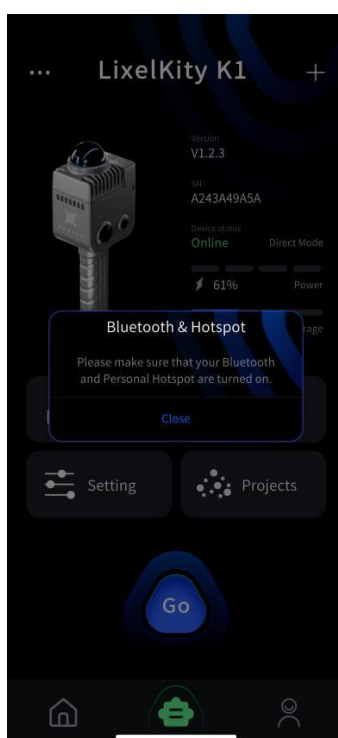 LixelKity K1
Version
V1.2.3
SN:
A243A49A5A
Device status
Online Direct Mode
61% Power
Bluetooth & Hotspot
Please make sure that your Bluetooth
and Personal Hotspot are turned on.
Close
Setting Projects
Go